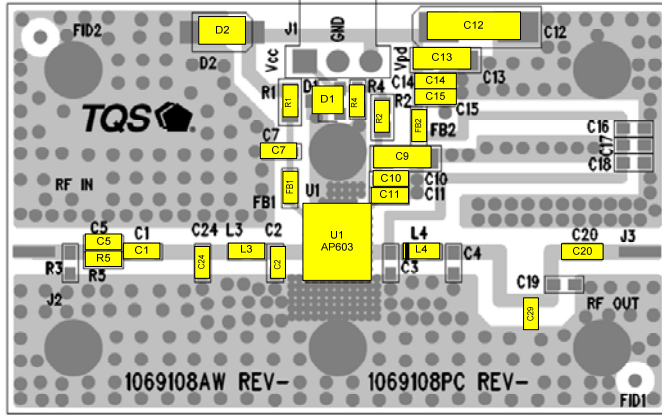 FID2
D2
D2
J1
GND
Vcc
Vpd
C12
C12
C13
C13
C14
C14
C15
C15
R1
R1
D1
D1
R4
R4
R2
R2
FB2
FB2
TQS
C7
C7
C9
C10
C10
C11
C11
C16
C17
C18
RF IN
FB1
FB1
U1
U1
AP603
C5
C5
R5
R5
C1
C1
C24
C24
L3
L3
C2
C2
L4
L4
C3
C4
C20
C20
J3
R3
J2
C19
C29
RF OUT
1069108AW REV-
1069108PC REV-
FID1